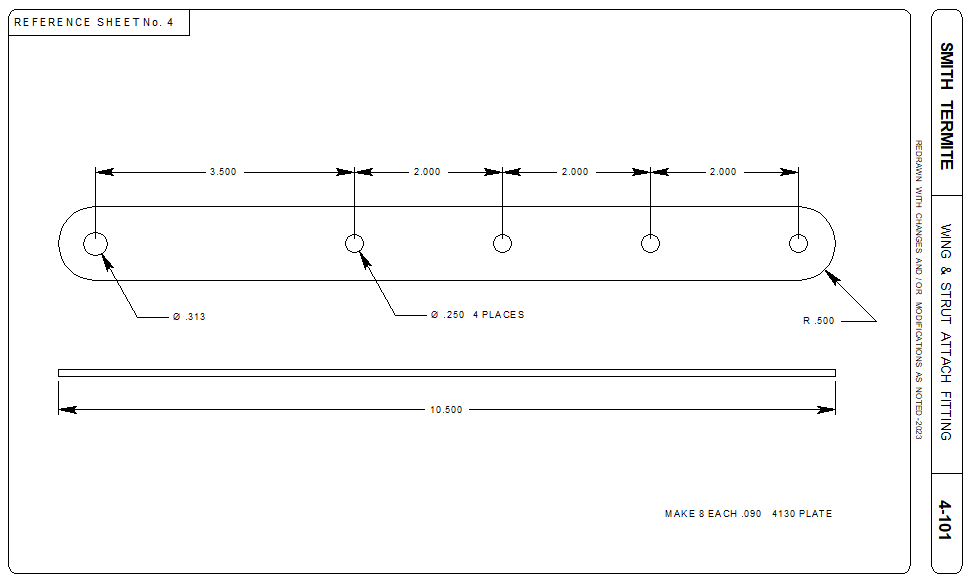 REFERENCE SHEET No. 4
3.500
2.000
2.000
2.000
Ø .313
Ø .250 4 PLACES
R .500
10.500
MAKE 8 EACH .090 4130 PLATE
REDRAWN WITH CHANGES AND/OR MODIFICATIONS AS NOTED-2023
SMITH TERMITE
WING & STRUT ATTACH FITTING
4-101